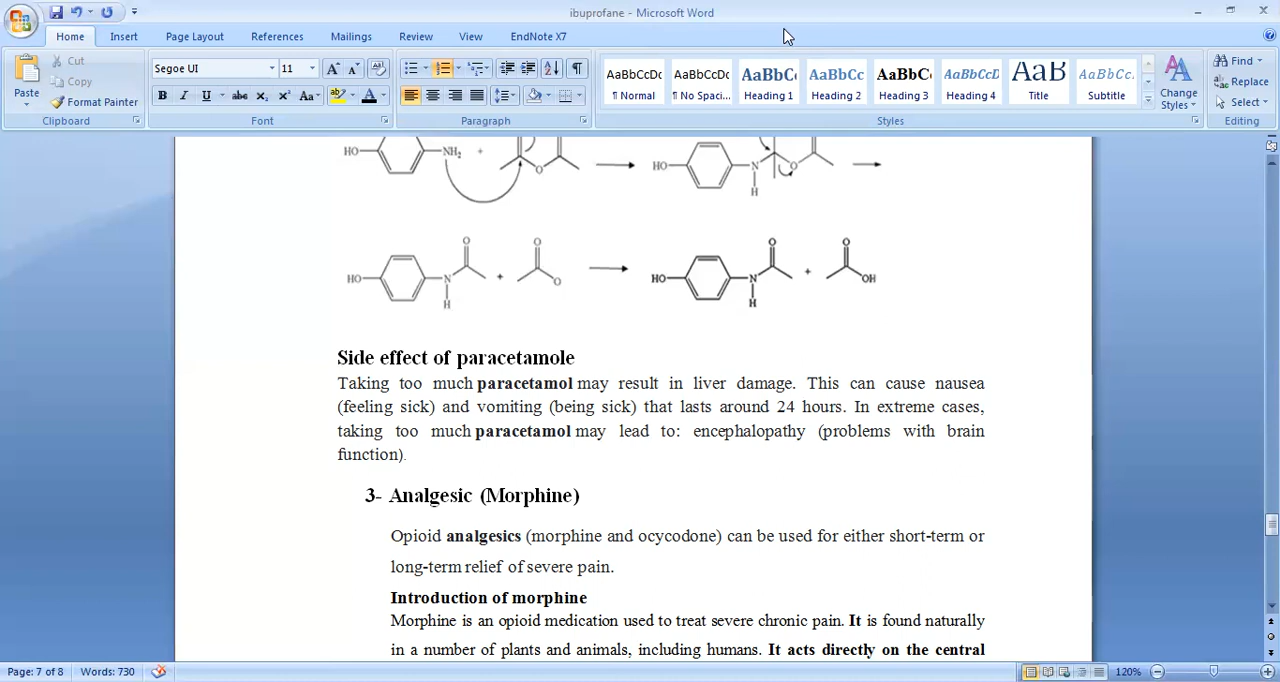 ibuprofane - Microsoft Word
Home Insert Page Layout References Mailings Review View EndNote X7
Paste
Cut
Copy
Format Painter
Clipboard
Segoe UI 11
Font
Paragraph
AaBbCcDc AaBbCcDc AaBbC AaBbCc AaBbC AaBbCcD AaB AaBbCc.
¶ Normal ¶ No Spaci... Heading 1 Heading 2 Heading 3 Heading 4 Title Subtitle
Change Styles
Styles
Find
Replace
Select
Editing
HO NH₂ + O HO N H O
HO N H O + O O HO N H O + O OH
Side effect of paracetamole
Taking too much paracetamol may result in liver damage. This can cause nausea
(feeling sick) and vomiting (being sick) that lasts around 24 hours. In extreme cases,
taking too much paracetamol may lead to: encephalopathy (problems with brain
function).
3- Analgesic (Morphine)
Opioid analgesics (morphine and ocycodone) can be used for either short-term or
long-term relief of severe pain.
Introduction of morphine
Morphine is an opioid medication used to treat severe chronic pain. It is found naturally
in a number of plants and animals, including humans. It acts directly on the central
Page: 7 of 8 Words: 730 120%